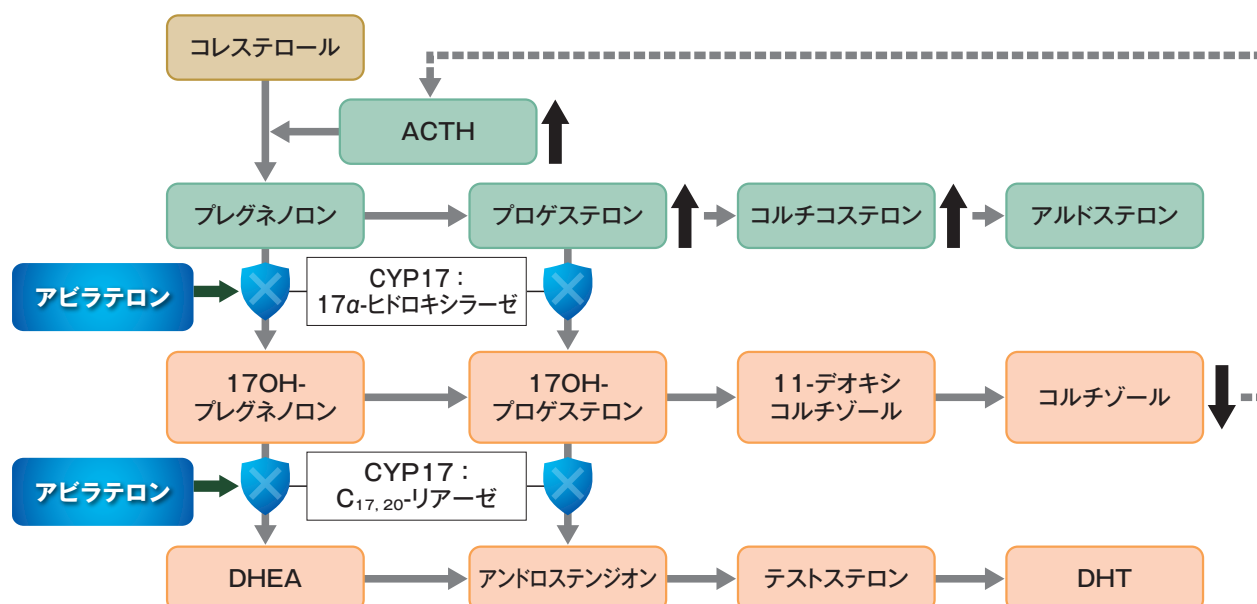 コレステロール
ACTH
プレグネノロン
プロゲステロン
コルチコステロン
アルドステロン
アビラテロン
CYP17：
17α-ヒドロキシラーゼ
17OH-
プレグネノロン
17OH-
プロゲステロン
11-デオキシ
コルチゾール
コルチゾール
アビラテロン
CYP17：
C17, 20-リアーゼ
DHEA
アンドロステンジオン
テストステロン
DHT